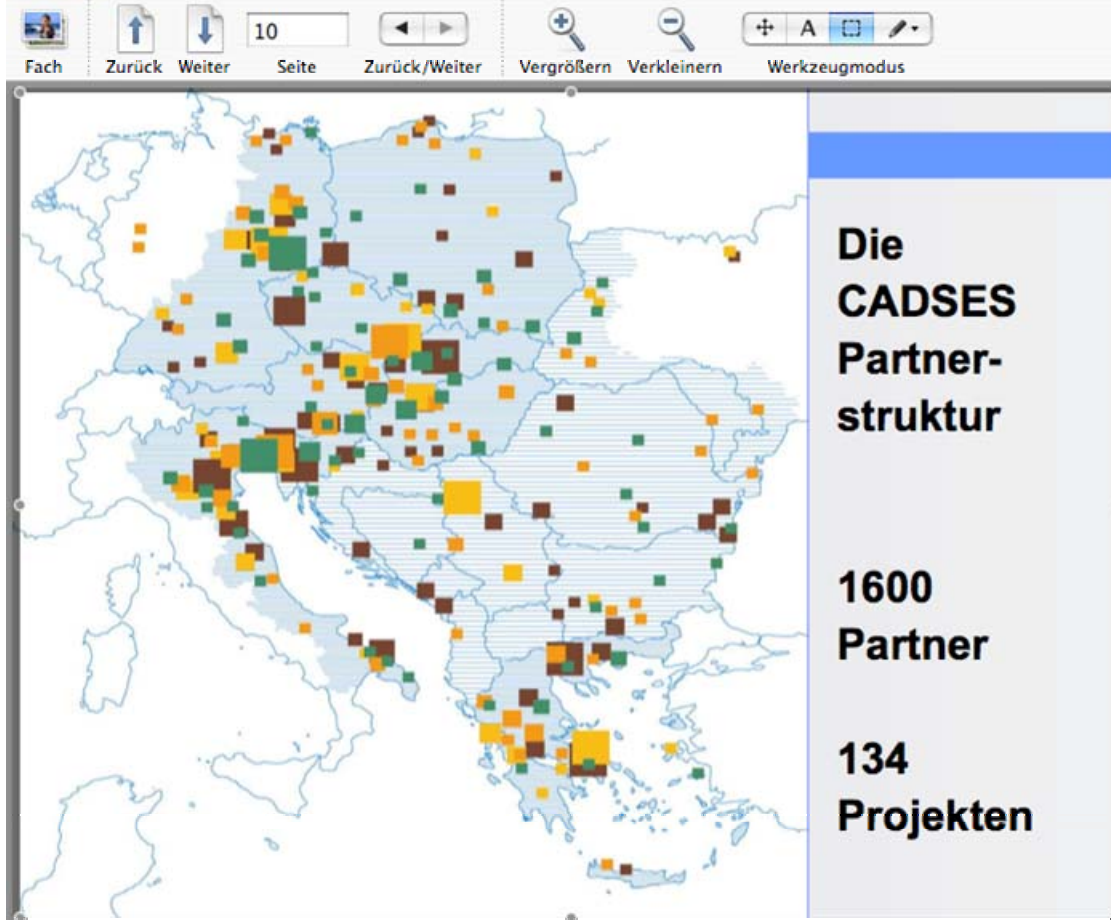 10
Fach
Zurück
Weiter
Seite
Zurück/Weiter
Vergrößern
Verkleinern
A
Werkzeugmodus
Die
CADSES
Partner-
struktur
1600
Partner
134
Projekten